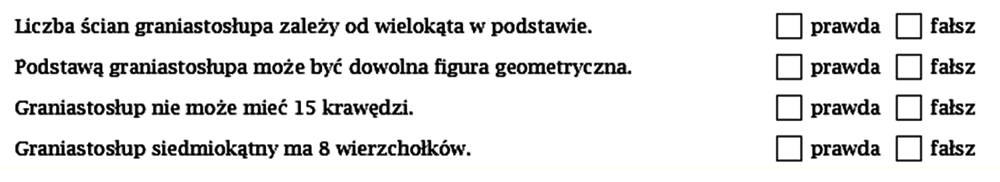 Liczba ścian graniastosłupa zależy od wielokąta w podstawie. prawda fałsz
Podstawą graniastosłupa może być dowolna figura geometryczna. prawda fałsz
Graniastosłup nie może mieć 15 krawędzi. prawda fałsz
Graniastosłup siedmiokątny ma 8 wierzchołków. prawda fałsz